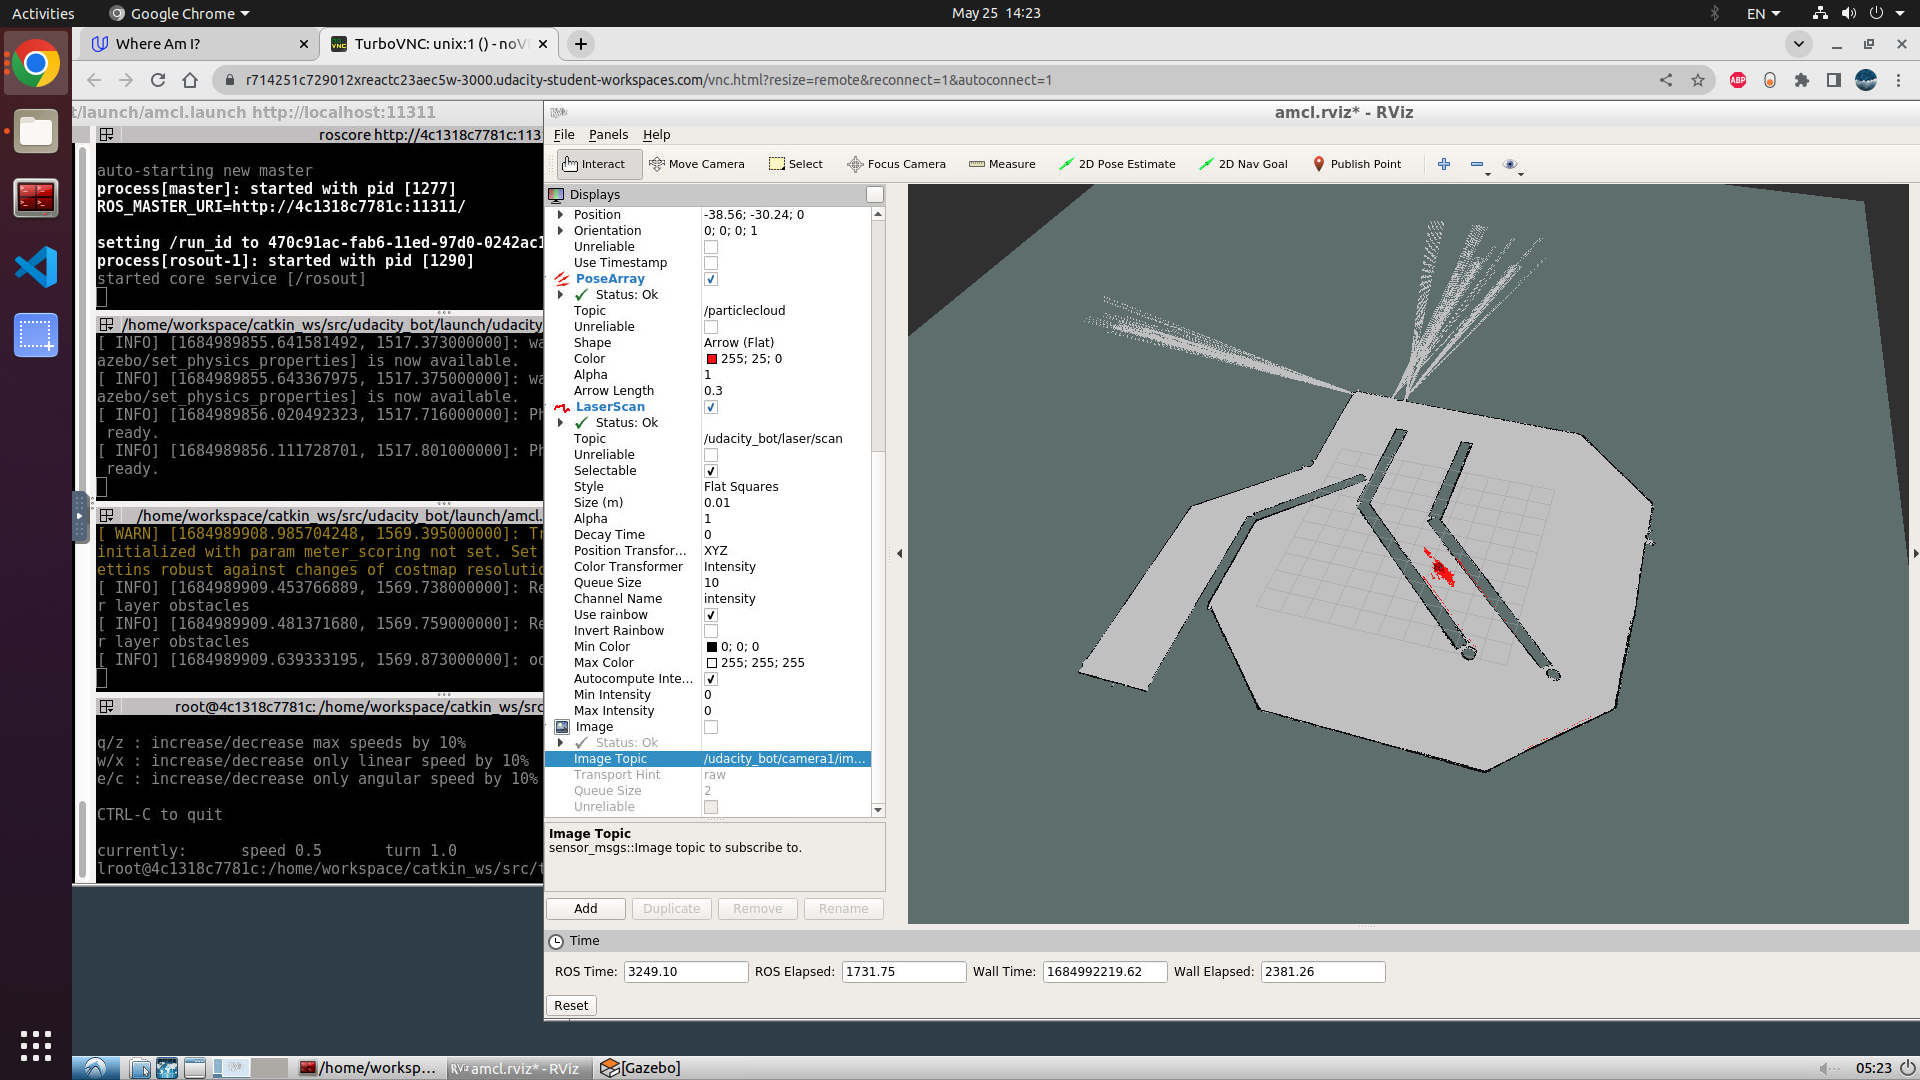 Activities
Google Chrome
May 25  14:23
EN
Where Am I?
TurboVNC: unix:1 () - noV
r714251c729012xreactc23aec5w-3000.udacity-student-workspaces.com/vnc.html?resize=remote&reconnect=1&autoconnect=1
ABP
t/launch/amcl.launch http://localhost:11311
roscore http://4c1318c7781c:113
auto-starting new master
process[master]: started with pid [1277]
ROS_MASTER_URI=http://4c1318c7781c:11311/
setting /run_id to 470c91ac-fab6-11ed-97d0-0242ac1
process[rosout-1]: started with pid [1290]
started core service [/rosout]
/home/workspace/catkin_ws/src/udacity_bot/launch/udacity
[ INFO] [1684989855.641581492, 1517.373000000]: wa
azebo/set_physics_properties] is now available.
[ INFO] [1684989855.643367975, 1517.375000000]: wa
azebo/set_physics_properties] is now available.
[ INFO] [1684989856.020492323, 1517.716000000]: Ph
ready.
[ INFO] [1684989856.111728701, 1517.801000000]: Ph
ready.
/home/workspace/catkin_ws/src/udacity_bot/launch/amcl.
[ WARN] [1684989908.985704248, 1569.395000000]: Tr
initialized with param meter_scoring not set. Set
ettins robust against changes of costmap resolutio
[ INFO] [1684989909.453766889, 1569.738000000]: Re
r layer obstacles
[ INFO] [1684989909.481371680, 1569.759000000]: Re
r layer obstacles
[ INFO] [1684989909.639333195, 1569.873000000]: od
root@4c1318c7781c: /home/workspace/catkin_ws/src
q/z : increase/decrease max speeds by 10%
w/x : increase/decrease only linear speed by 10%
e/c : increase/decrease only angular speed by 10%
CTRL-C to quit
currently:      speed 0.5       turn 1.0
lroot@4c1318c7781c:/home/workspace/catkin_ws/src/t
amcl.rviz* - RViz
File Panels Help
Interact Move Camera Select Focus Camera Measure 2D Pose Estimate 2D Nav Goal Publish Point
Displays
Position -38.56; -30.24; 0
Orientation 0; 0; 0; 1
Unreliable
Use Timestamp
PoseArray
Status: Ok
Topic /particlecloud
Unreliable
Shape Arrow (Flat)
Color 255; 25; 0
Alpha 1
Arrow Length 0.3
LaserScan
Status: Ok
Topic /udacity_bot/laser/scan
Unreliable
Selectable
Style Flat Squares
Size (m) 0.01
Alpha 1
Decay Time 0
Position Transfor... XYZ
Color Transformer Intensity
Queue Size 10
Channel Name intensity
Use rainbow
Invert Rainbow
Min Color 0; 0; 0
Max Color 255; 255; 255
Autocompute Inte...
Min Intensity 0
Max Intensity 0
Image
Status: Ok
Image Topic /udacity_bot/camera1/im...
Transport Hint raw
Queue Size 2
Unreliable
Image Topic
sensor_msgs::Image topic to subscribe to.
Add Duplicate Remove Rename
Time
ROS Time: 3249.10 ROS Elapsed: 1731.75 Wall Time: 1684992219.62 Wall Elapsed: 2381.26
Reset
/home/worksp...
RViz amcl.rviz* - RViz
[Gazebo]
05:23